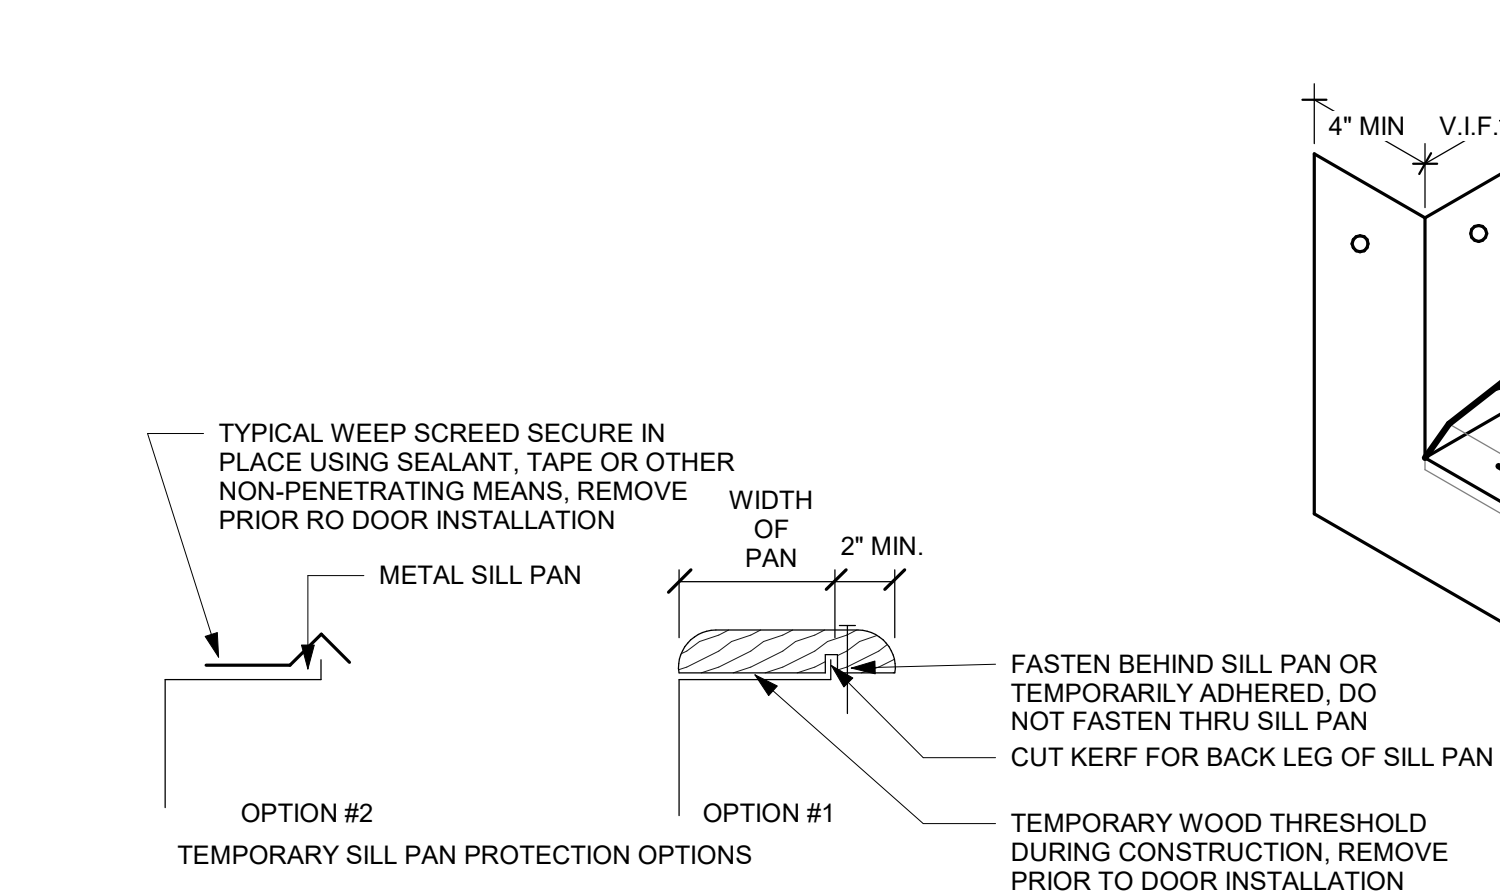 4" MIN
V.I.F.
TYPICAL WEEP SCREED SECURE IN
PLACE USING SEALANT, TAPE OR OTHER
NON-PENETRATING MEANS, REMOVE
PRIOR RO DOOR INSTALLATION
WIDTH
OF
PAN
2" MIN.
METAL SILL PAN
FASTEN BEHIND SILL PAN OR
TEMPORARILY ADHERED, DO
NOT FASTEN THRU SILL PAN
CUT KERF FOR BACK LEG OF SILL PAN
TEMPORARY WOOD THRESHOLD
DURING CONSTRUCTION, REMOVE
PRIOR TO DOOR INSTALLATION
OPTION #2
OPTION #1
TEMPORARY SILL PAN PROTECTION OPTIONS